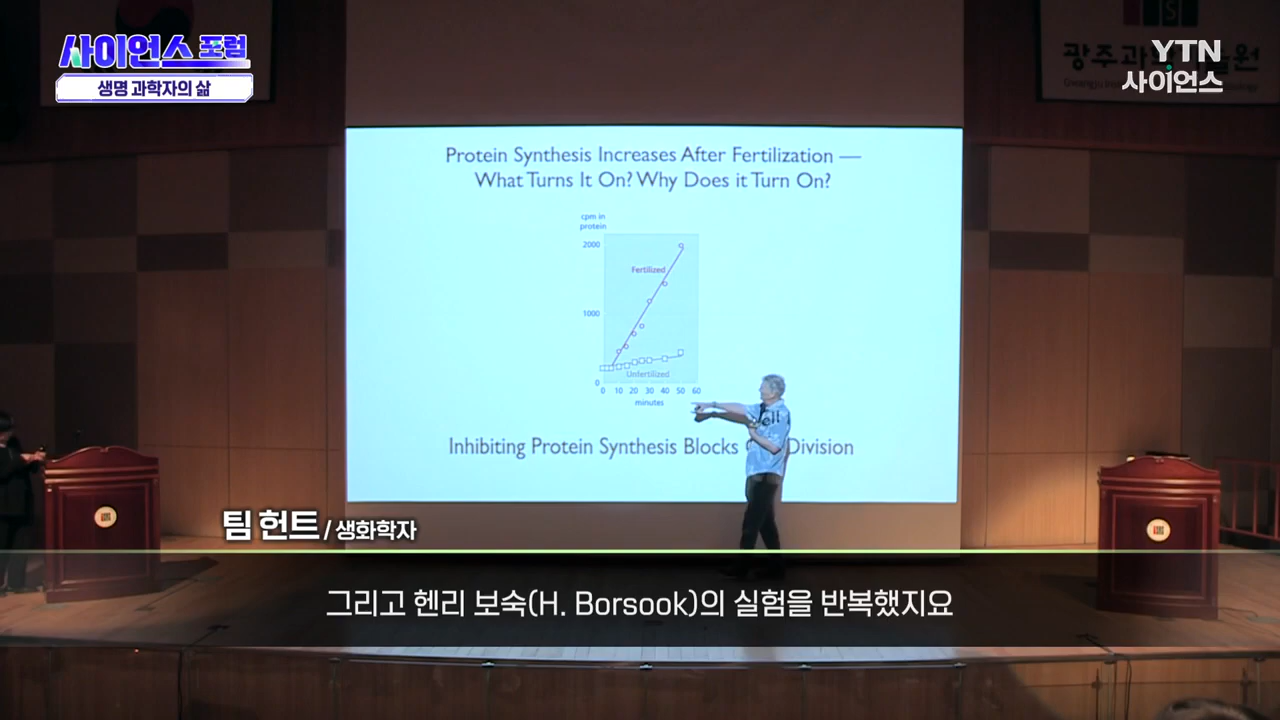 사이언스 포럼
생명 과학자의 삶
YTN
사이언스
Protein Synthesis Increases After Fertilization —
What Turns It On? Why Does it Turn On?
cpm in
protein
2000
Fertilized
1000
Unfertilized
0
0 10 20 30 40 50 60
minutes
Inhibiting Protein Synthesis Blocks Division
팀 헌트 / 생화학자
그리고 헨리 보숙(H. Borsook)의 실험을 반복했지요